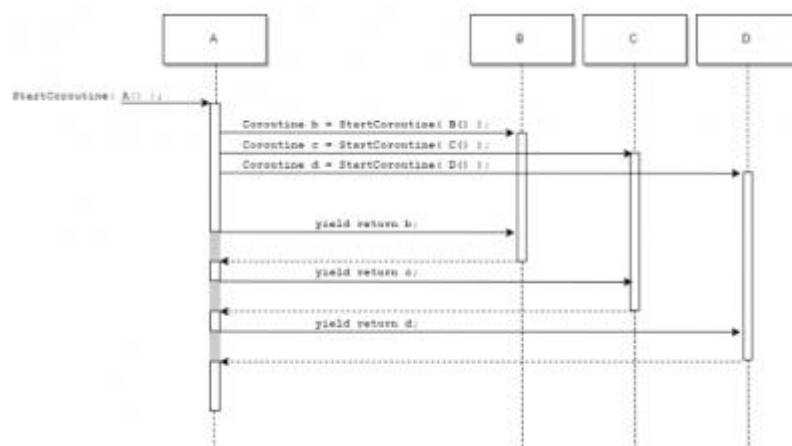 A
B
C
D
StartCoroutine( A() );
Coroutine b = StartCoroutine( B() );
Coroutine c = StartCoroutine( C() );
Coroutine d = StartCoroutine( D() );
yield return b;
yield return c;
yield return d;